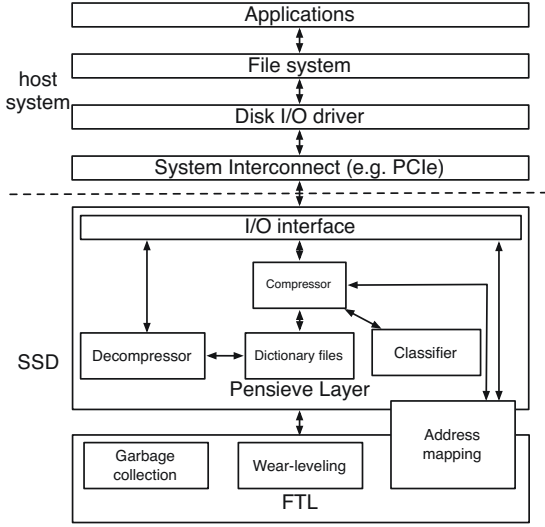 Applications
File system
host
system
Disk I/O driver
System Interconnect (e.g. PCIe)
I/O interface
Compressor
Decompressor
Dictionary files
Classifier
SSD
Pensieve Layer
Address
mapping
Garbage
collection
Wear-leveling
FTL